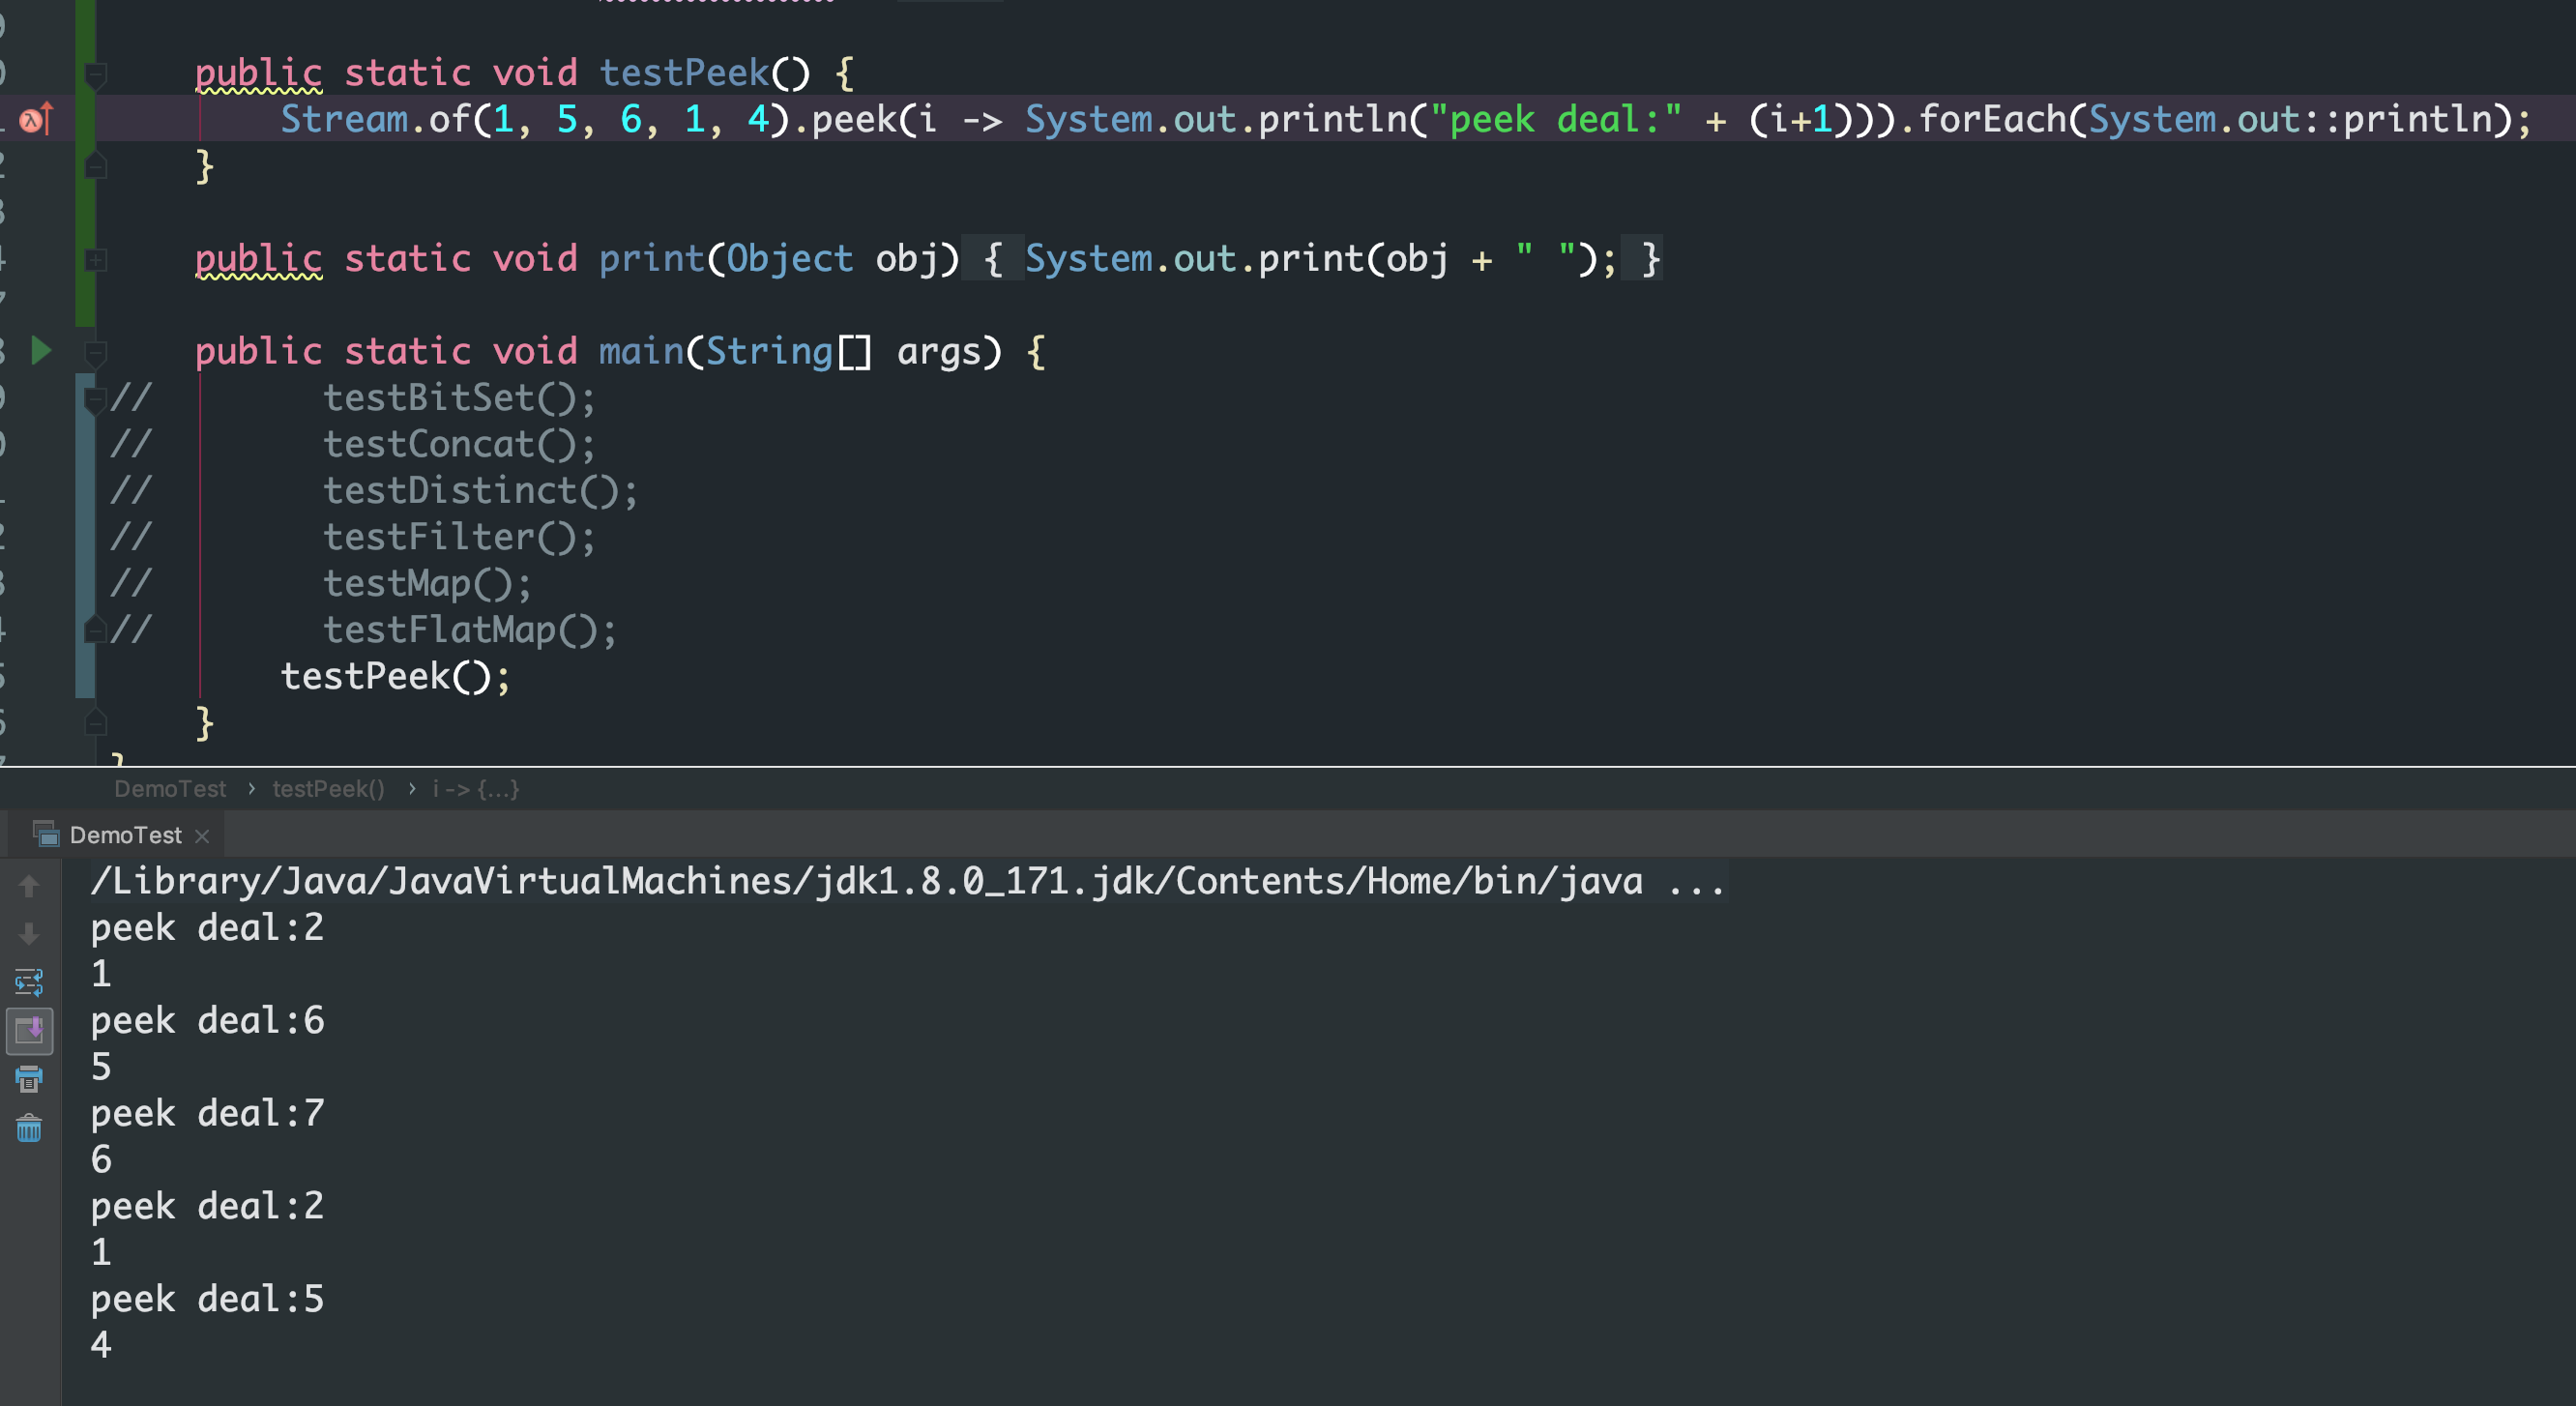 public static void testPeek() {
Stream.of(1, 5, 6, 1, 4).peek(i -> System.out.println("peek deal:" + (i+1))).forEach(System.out::println);
}
public static void print(Object obj) { System.out.print(obj + " "); }
public static void main(String[] args) {
// testBitSet();
// testConcat();
// testDistinct();
// testFilter();
// testMap();
// testFlatMap();
testPeek();
}
}
DemoTest › testPeek() › i -> {...}
DemoTest ×
/Library/Java/JavaVirtualMachines/jdk1.8.0_171.jdk/Contents/Home/bin/java ...
peek deal:2
1
peek deal:6
5
peek deal:7
6
peek deal:2
1
peek deal:5
4